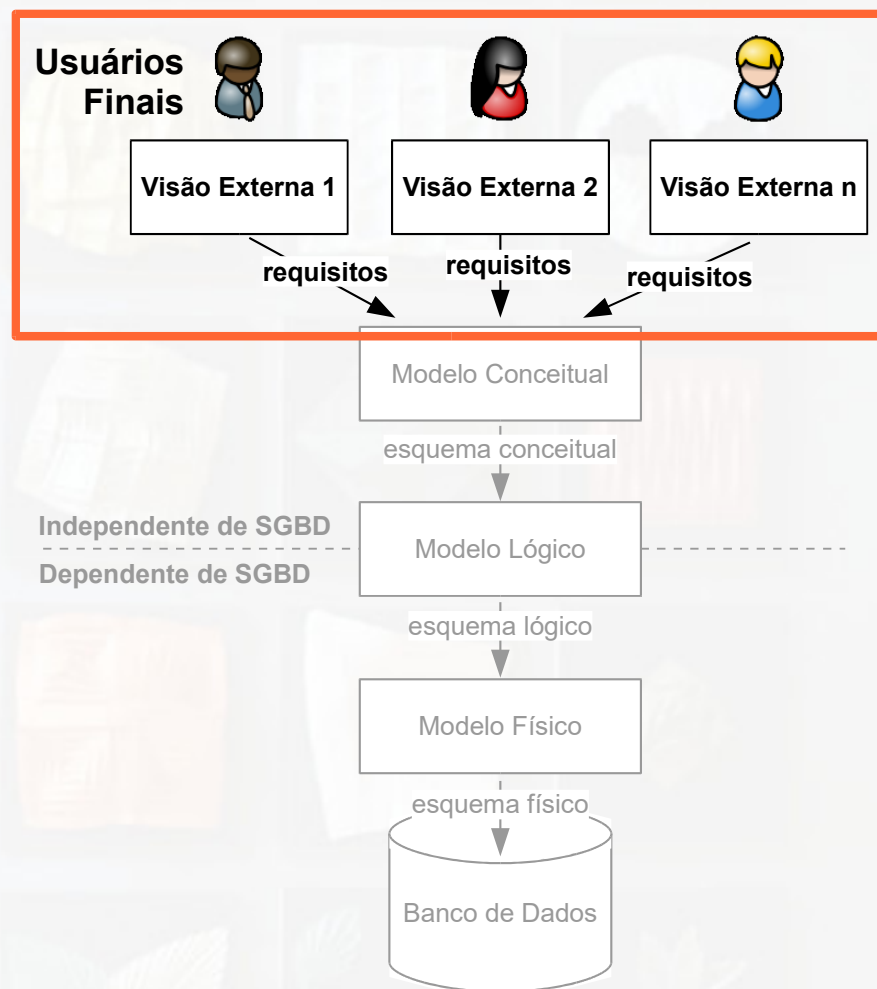 Usuários
Finais
Visão Externa 1
Visão Externa 2
Visão Externa n
requisitos
requisitos
requisitos
Modelo Conceitual
esquema conceitual
Independente de SGBD
Modelo Lógico
Dependente de SGBD
esquema lógico
Modelo Físico
esquema físico
Banco de Dados